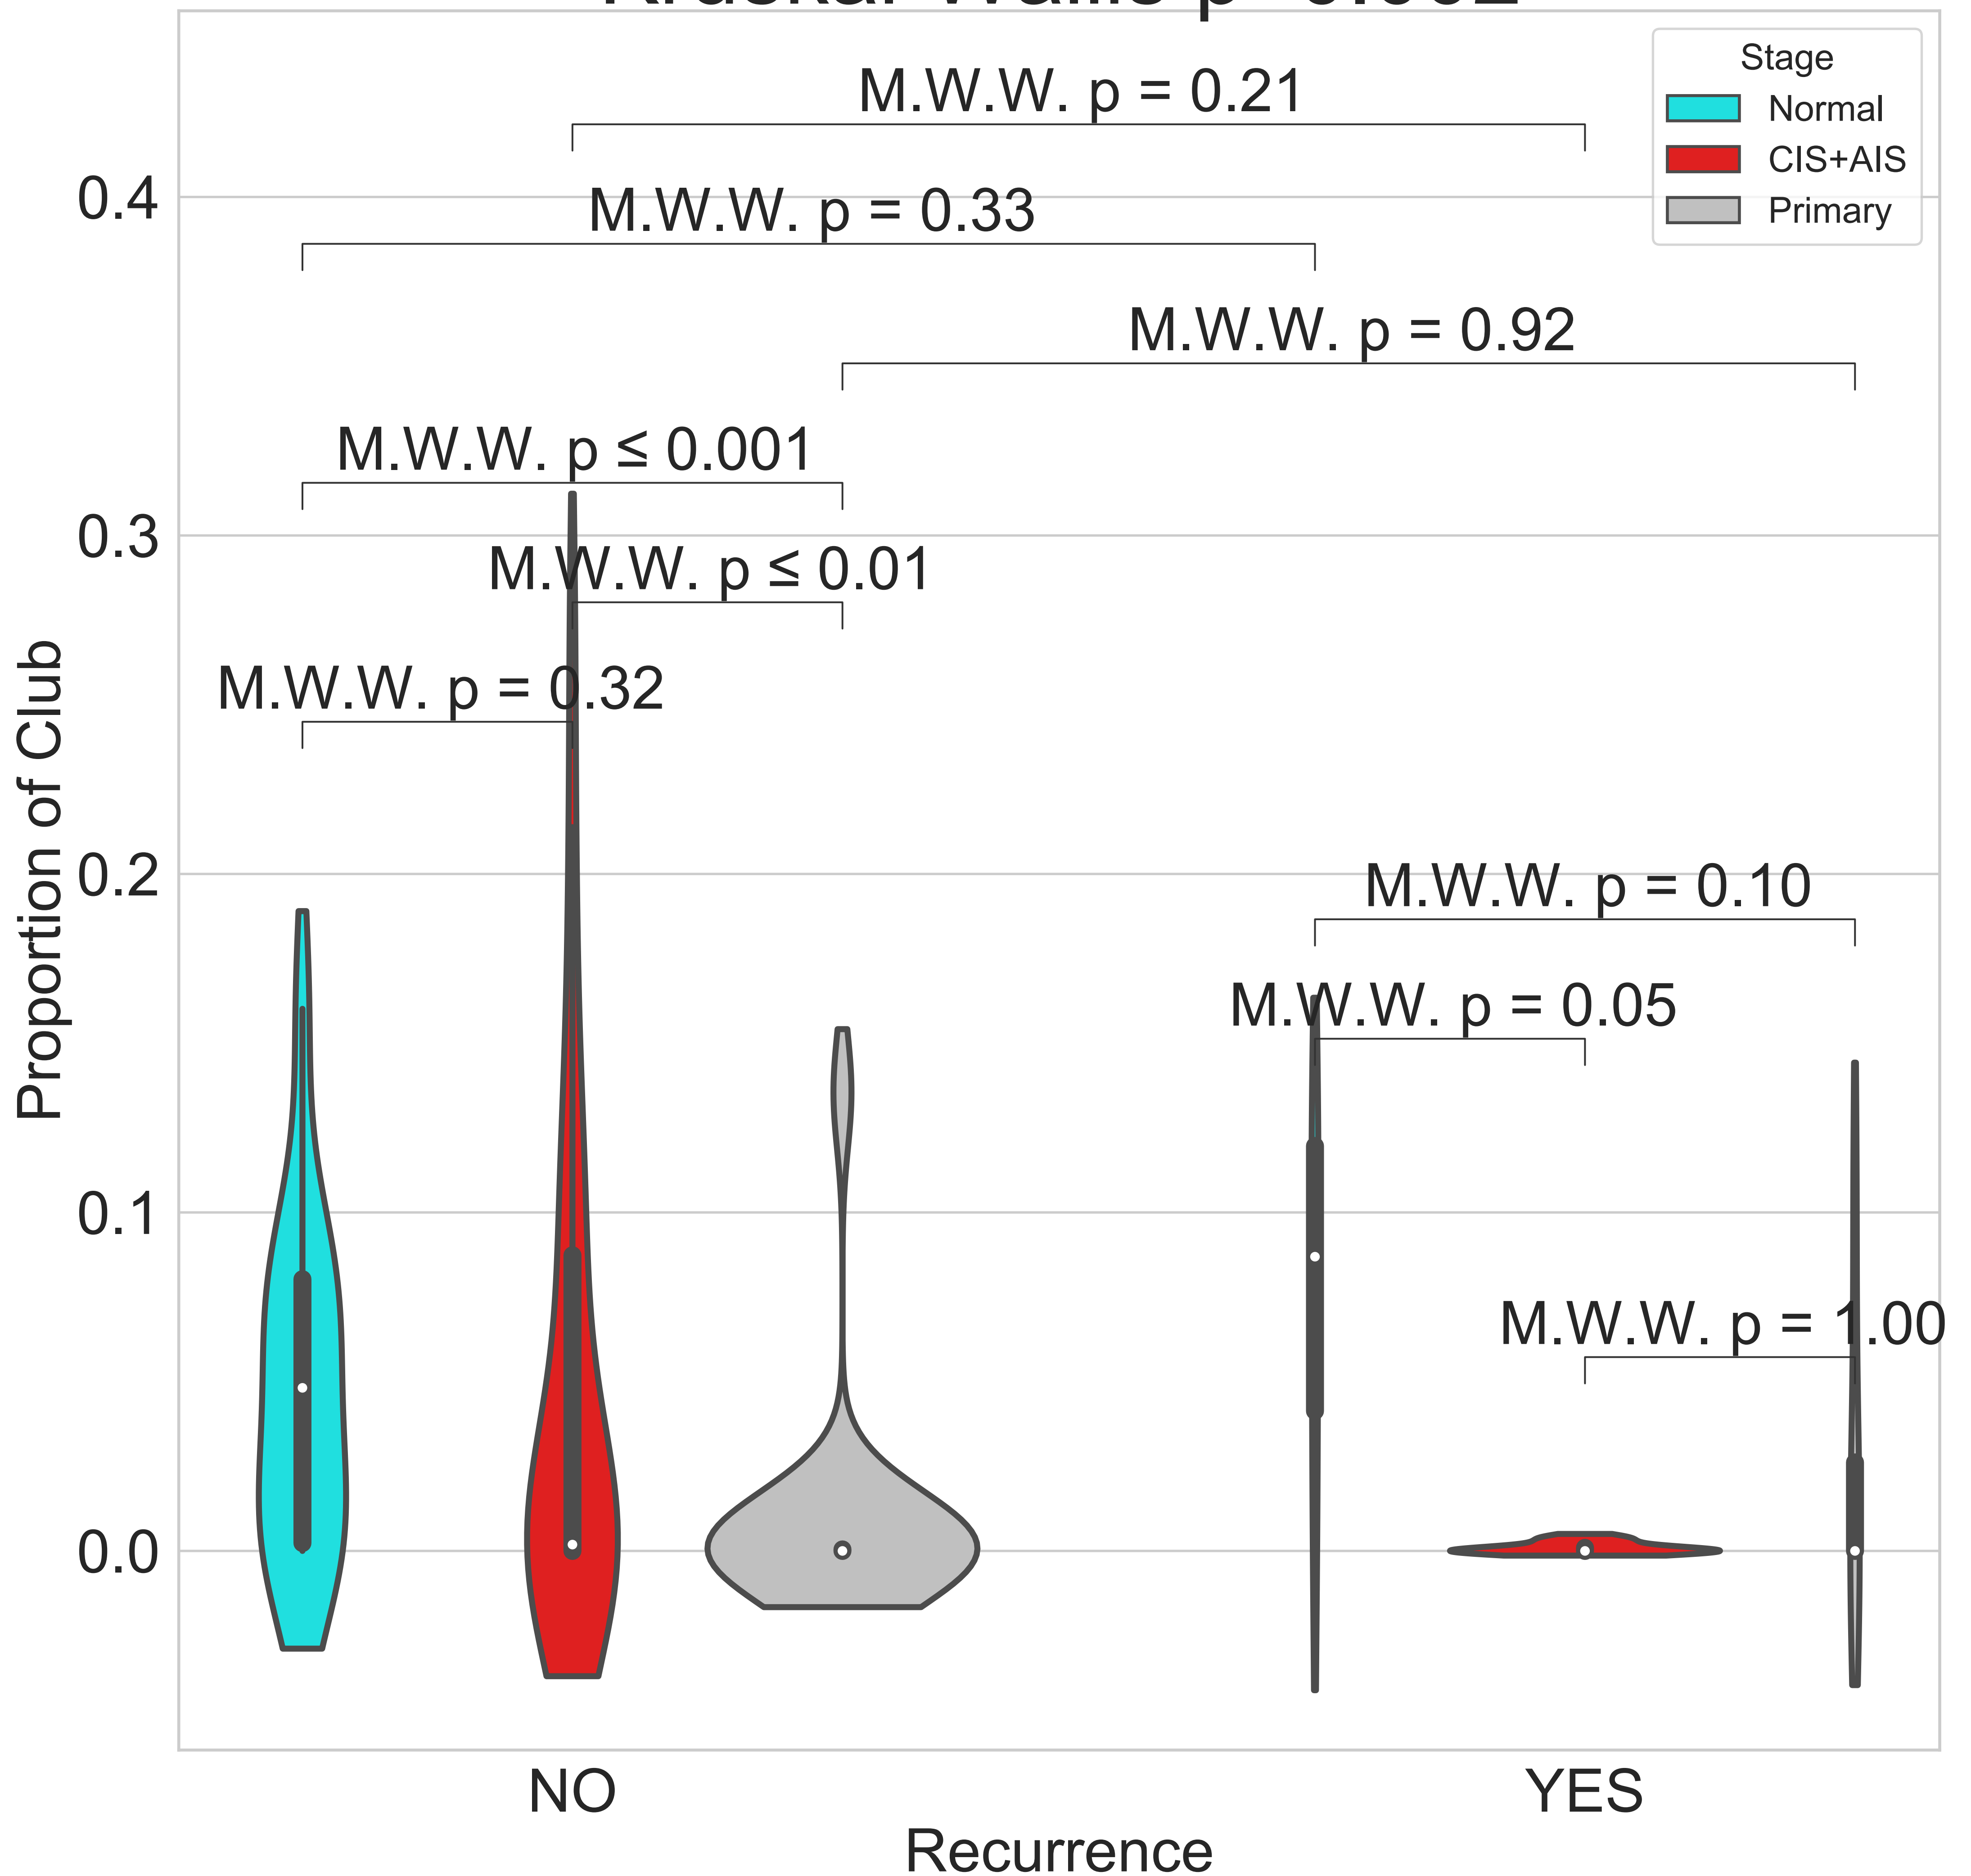 Stage
Normal
CIS+AIS
Primary
M.W.W. p = 0.21
M.W.W. p = 0.33
M.W.W. p = 0.92
M.W.W. p ≤ 0.001
M.W.W. p ≤ 0.01
M.W.W. p = 0.32
M.W.W. p = 0.10
M.W.W. p = 0.05
M.W.W. p = 1.00
Proportion of Club
0.4
0.3
0.2
0.1
0.0
NO
YES
Recurrence